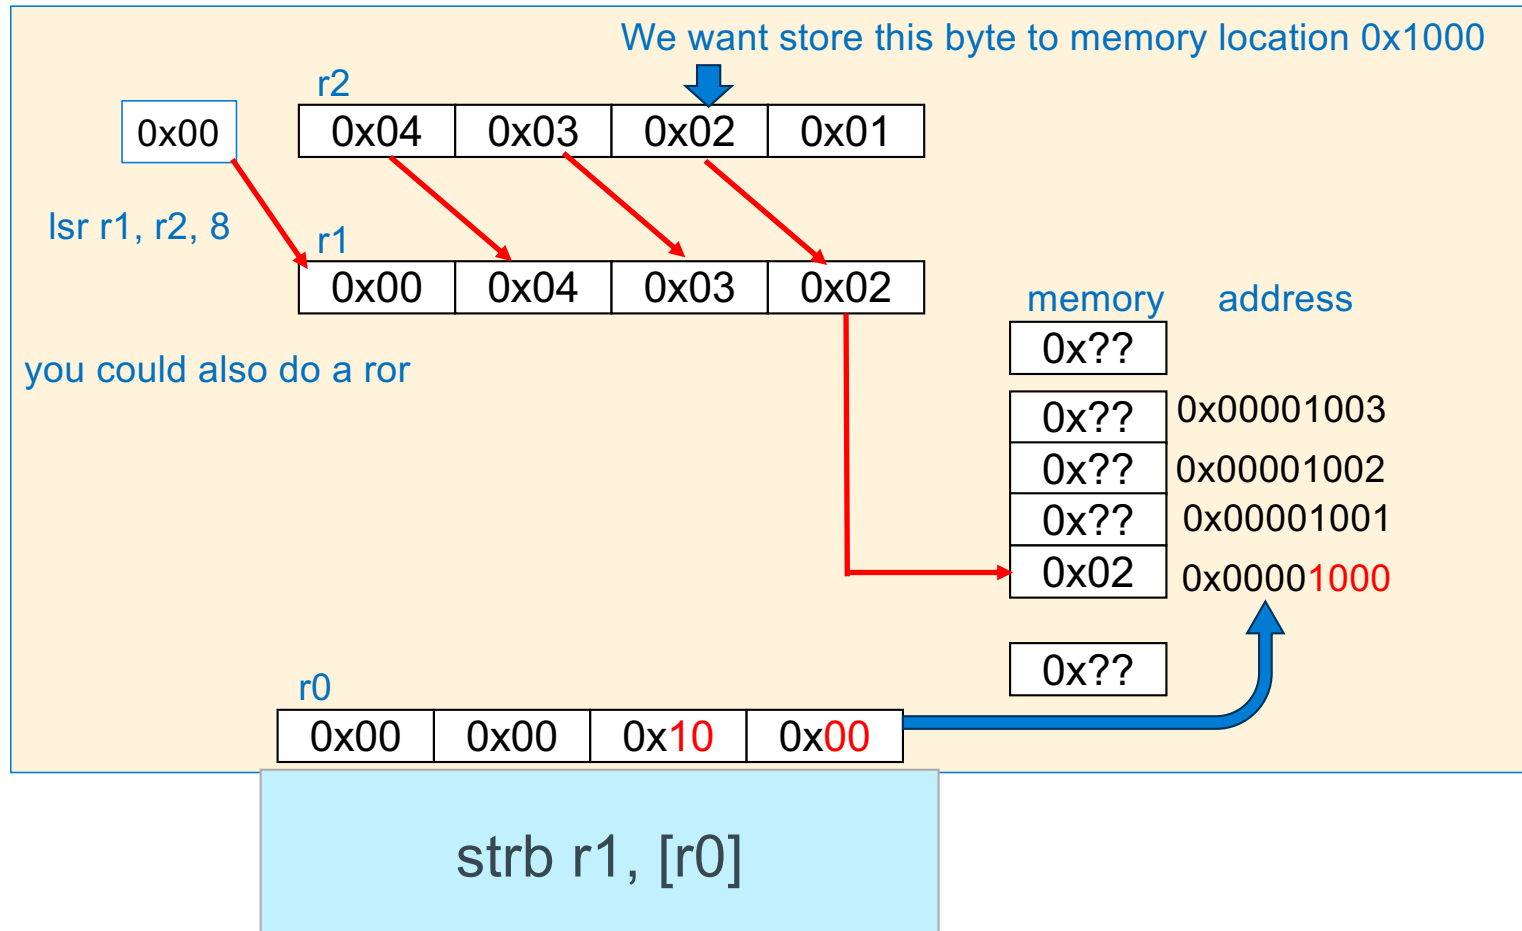 We want store this byte to memory location 0x1000
r2
0x00
0x04 0x03 0x02 0x01
lsr r1, r2, 8
r1
0x00 0x04 0x03 0x02
memory address
0x??
you could also do a ror
0x?? 0x00001003
0x?? 0x00001002
0x?? 0x00001001
0x02 0x00001000
0x??
r0
0x00 0x00 0x10 0x00
strb r1, [r0]